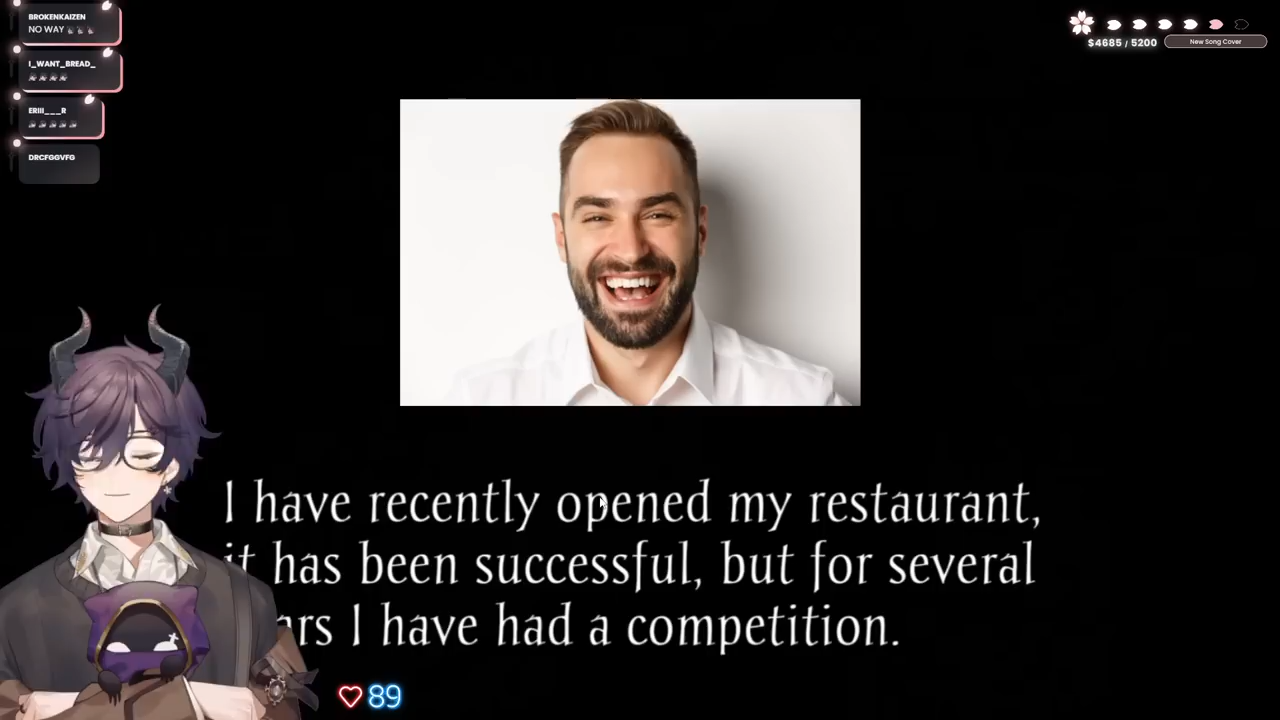 BROKENKAIZEN
NO WAY
I_WANT_BREAD_
ERIII___R
DRCFGGVFG
$4685 / 5200
New Song Cover
I have recently opened my restaurant,
it has been successful, but for several
ars I have had a competition.
89